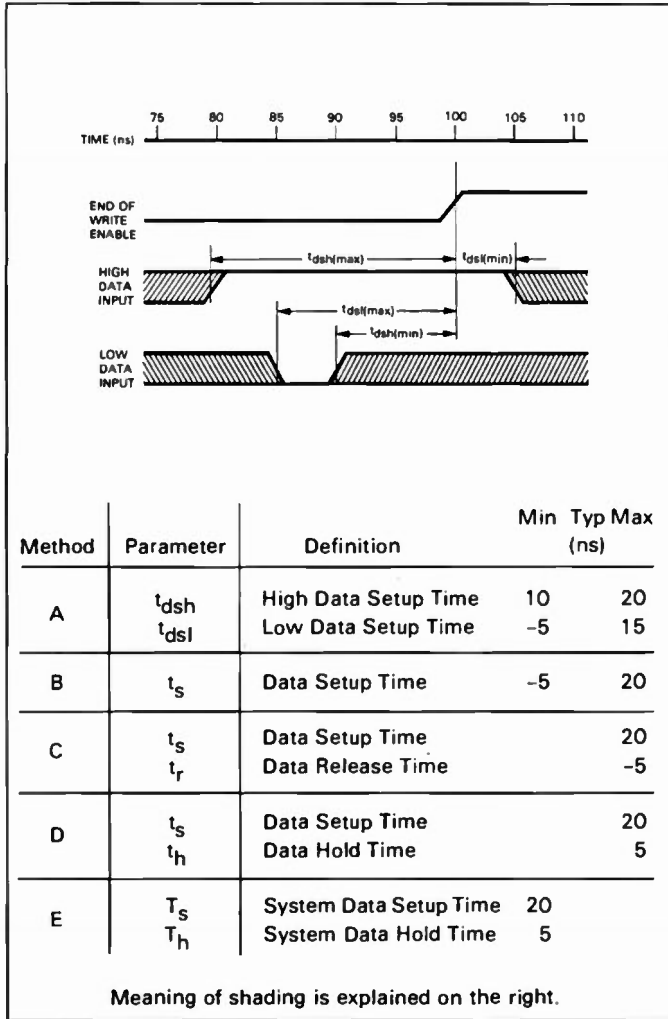 75 80 85 90 95 100 105 110
TIME (ns)
END OF
WRITE
ENABLE
tdsh(max) tdsl(min)
HIGH
DATA
INPUT
tdsl(max)
tdsh(min)
LOW
DATA
INPUT
Min Typ Max
Method Parameter Definition (ns)
A tdsh High Data Setup Time 10 20
tdsl Low Data Setup Time -5 15
B ts Data Setup Time -5 20
C ts Data Setup Time 20
tr Data Release Time -5
D ts Data Setup Time 20
th Data Hold Time 5
E Ts System Data Setup Time 20
Th System Data Hold Time 5
Meaning of shading is explained on the right.